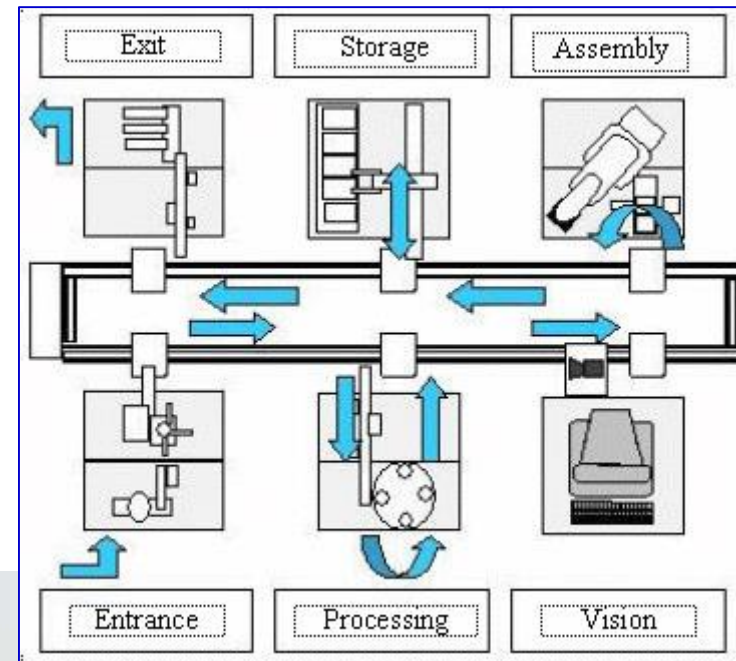 Exit
Storage
Assembly
Entrance
Processing
Vision